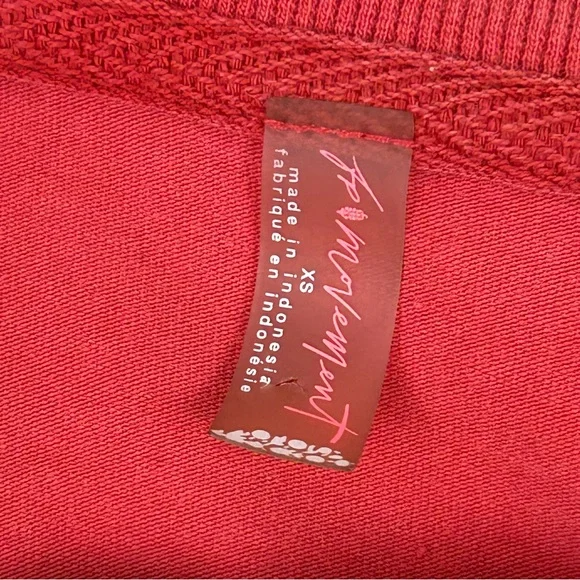 fp movement
XS
made in indonesia
fabriqué en indonésie